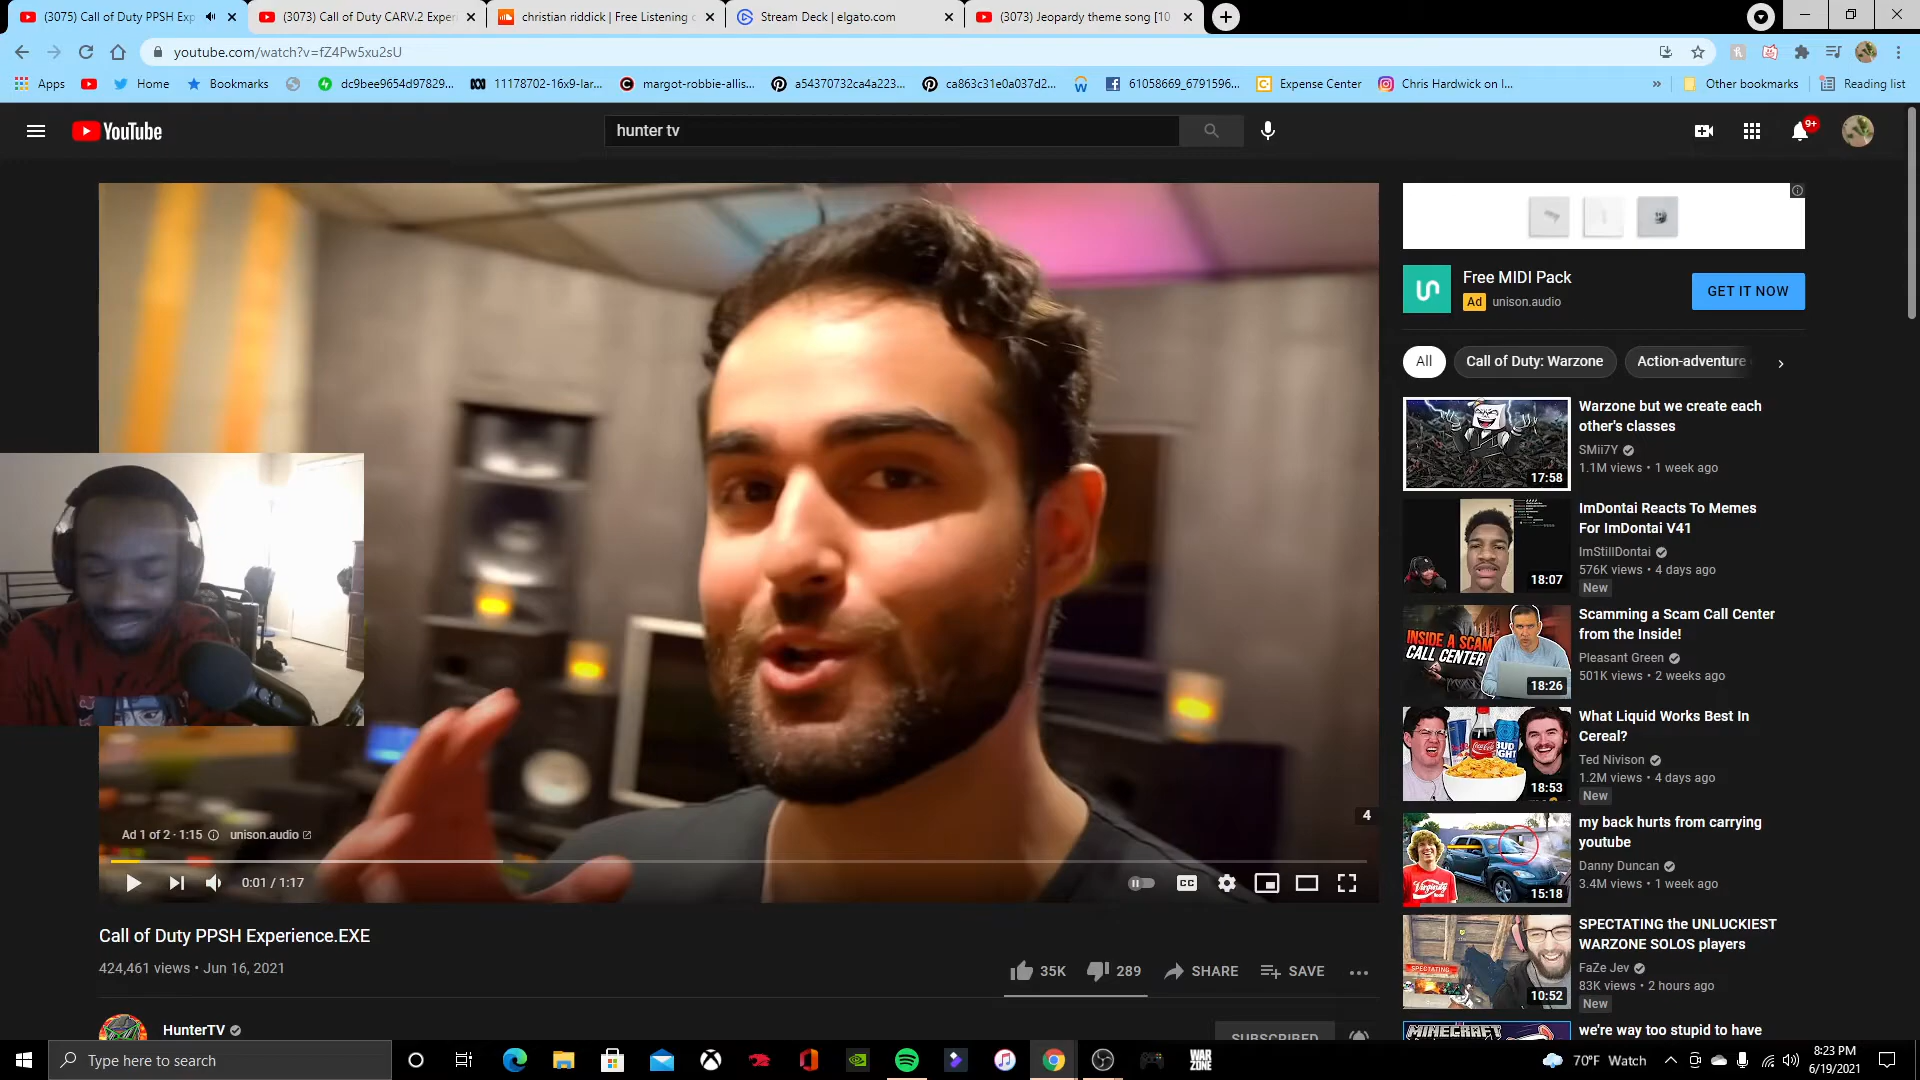 (3075) Call of Duty PPSH Exp
(3073) Call of Duty CARV.2 Exper
christian riddick | Free Listening
Stream Deck | elgato.com
(3073) Jeopardy theme song [10
youtube.com/watch?v=fZ4Pw5xu2sU
Apps
Home
Bookmarks
dc9bee9654d97829...
11178702-16x9-lar...
margot-robbie-allis...
a54370732ca4a223...
ca863c31e0a037d2...
61058669_6791596...
Expense Center
Chris Hardwick on I...
»
Other bookmarks
Reading list
YouTube
hunter tv
9+
Free MIDI Pack
Ad unison.audio
GET IT NOW
All
Call of Duty: Warzone
Action-adventure
Warzone but we create each
other's classes
SMii7Y
1.1M views • 1 week ago
17:58
ImDontai Reacts To Memes
For ImDontai V41
ImStillDontai
576K views • 4 days ago
New
18:07
Scamming a Scam Call Center
from the Inside!
Pleasant Green
501K views • 2 weeks ago
INSIDE A SCAM
CALL CENTER
18:26
What Liquid Works Best In
Cereal?
Ted Nivison
1.2M views • 4 days ago
New
18:53
my back hurts from carrying
youtube
Danny Duncan
3.4M views • 1 week ago
15:18
SPECTATING the UNLUCKIEST
WARZONE SOLOS players
FaZe Jev
83K views • 2 hours ago
New
SPECTATING
10:52
we're way too stupid to have
MINECRAFT
4
Ad 1 of 2 · 1:15
unison.audio
0:01 / 1:17
CC
Call of Duty PPSH Experience.EXE
424,461 views • Jun 16, 2021
35K
289
SHARE
SAVE
HunterTV
SUBSCRIBED
Type here to search
WAR
ZONE
70°F Watch
8:23 PM
6/19/2021